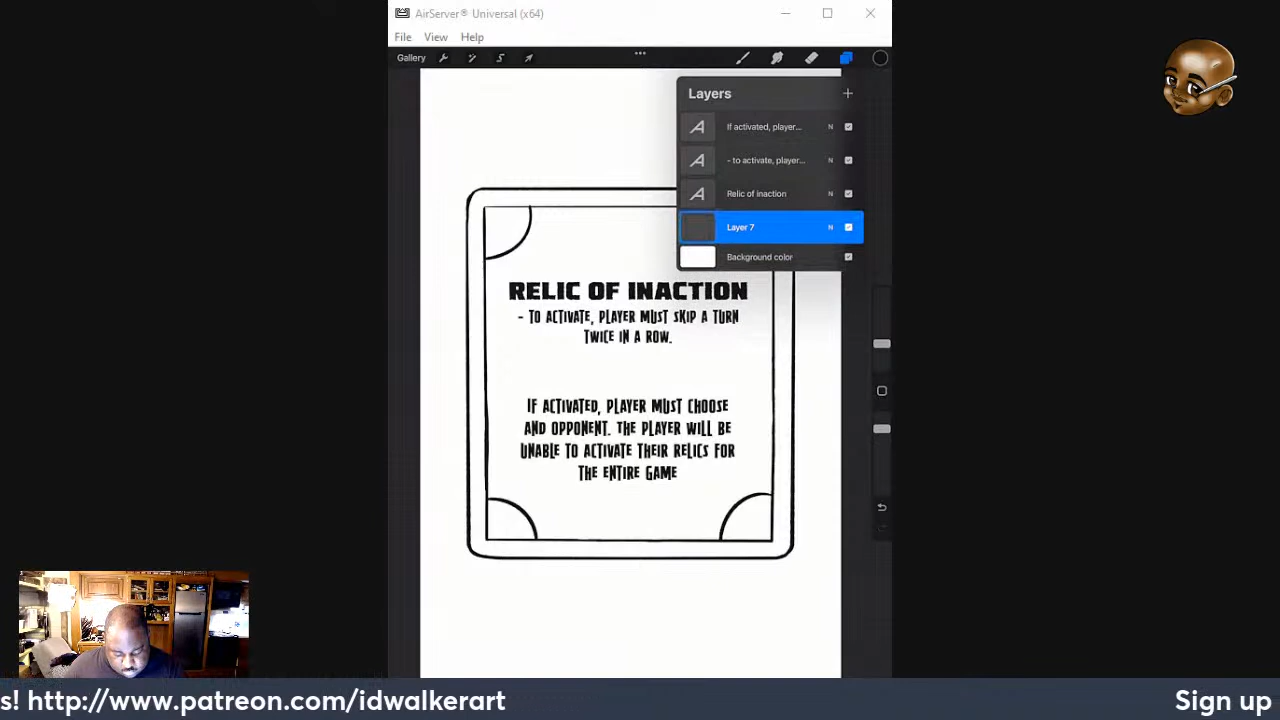 AirServer® Universal (x64)
File View Help
Gallery
Layers
If activated, player...
N
- to activate, player...
N
Relic of inaction
N
Layer 7
N
Background color
RELIC OF INACTION
- TO ACTIVATE, PLAYER MUST SKIP A TURN
TWICE IN A ROW.
IF ACTIVATED, PLAYER MUST CHOOSE
AND OPPONENT. THE PLAYER WILL BE
UNABLE TO ACTIVATE THEIR RELICS FOR
THE ENTIRE GAME
s! http://www.patreon.com/idwalkerart
Sign up